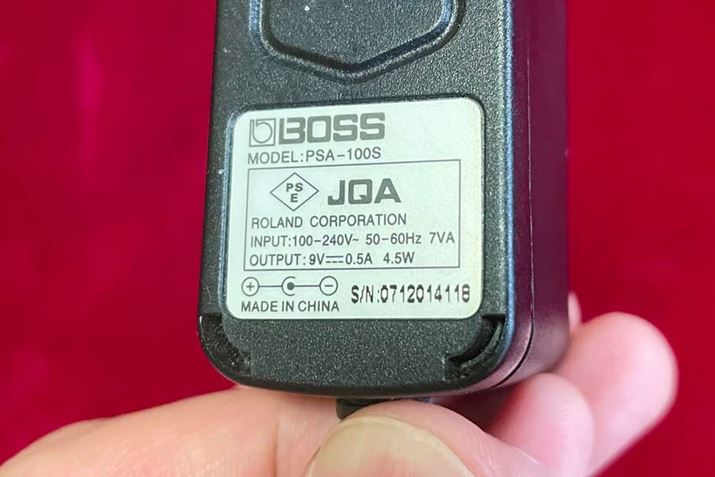 BOSS
MODEL:PSA-100S
PS
E
JQA
ROLAND CORPORATION
INPUT:100-240V~ 50-60Hz 7VA
OUTPUT:9V⎓0.5A 4.5W
+ -
S/N:0712014118
MADE IN CHINA